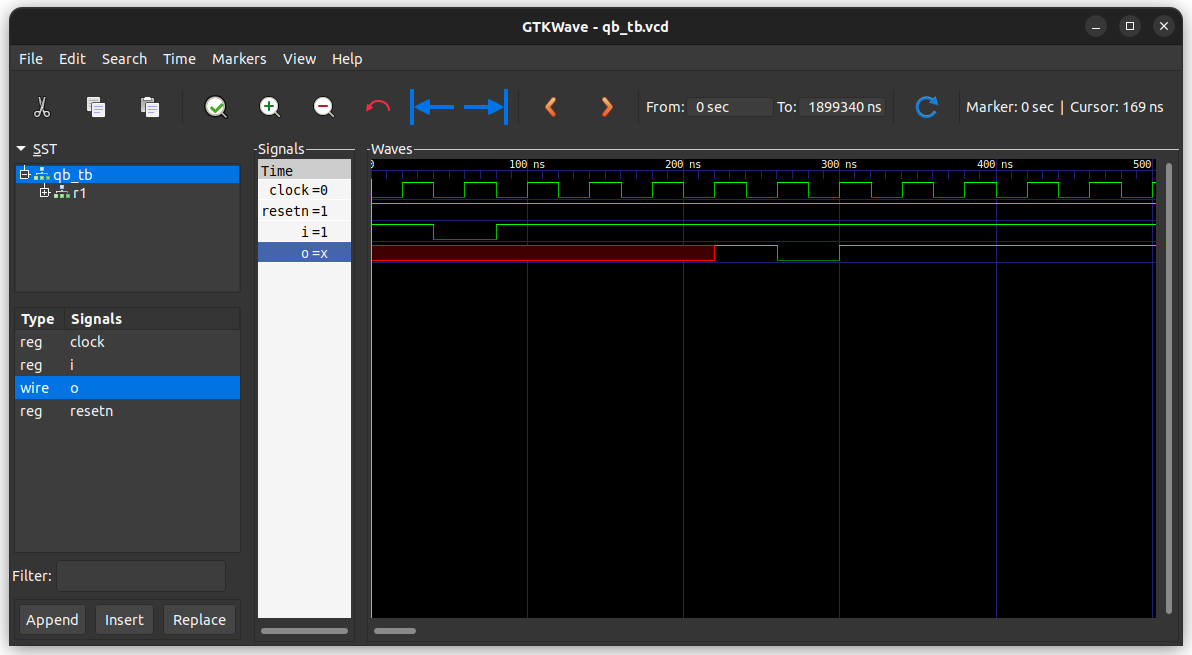 GTKWave - qb_tb.vcd
File Edit Search Time Markers View Help
From: 0 sec To: 1899340 ns Marker: 0 sec | Cursor: 169 ns
SST
qb_tb
r1
Type Signals
reg clock
reg i
wire o
reg resetn
Filter:
Append Insert Replace
Signals
Time
clock =0
resetn =1
i =1
o =x
Waves
0 100 ns 200 ns 300 ns 400 ns 500